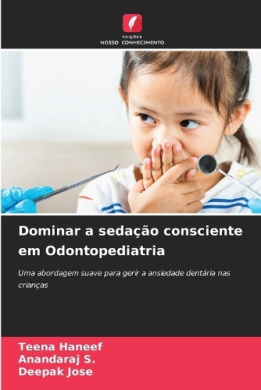 edições
NOSSO CONHECIMENTO
Dominar a sedação consciente
em Odontopediatria
Uma abordagem suave para gerir a ansiedade dentária nas
crianças
Teena Haneef
Anandaraj S.
Deepak Jose